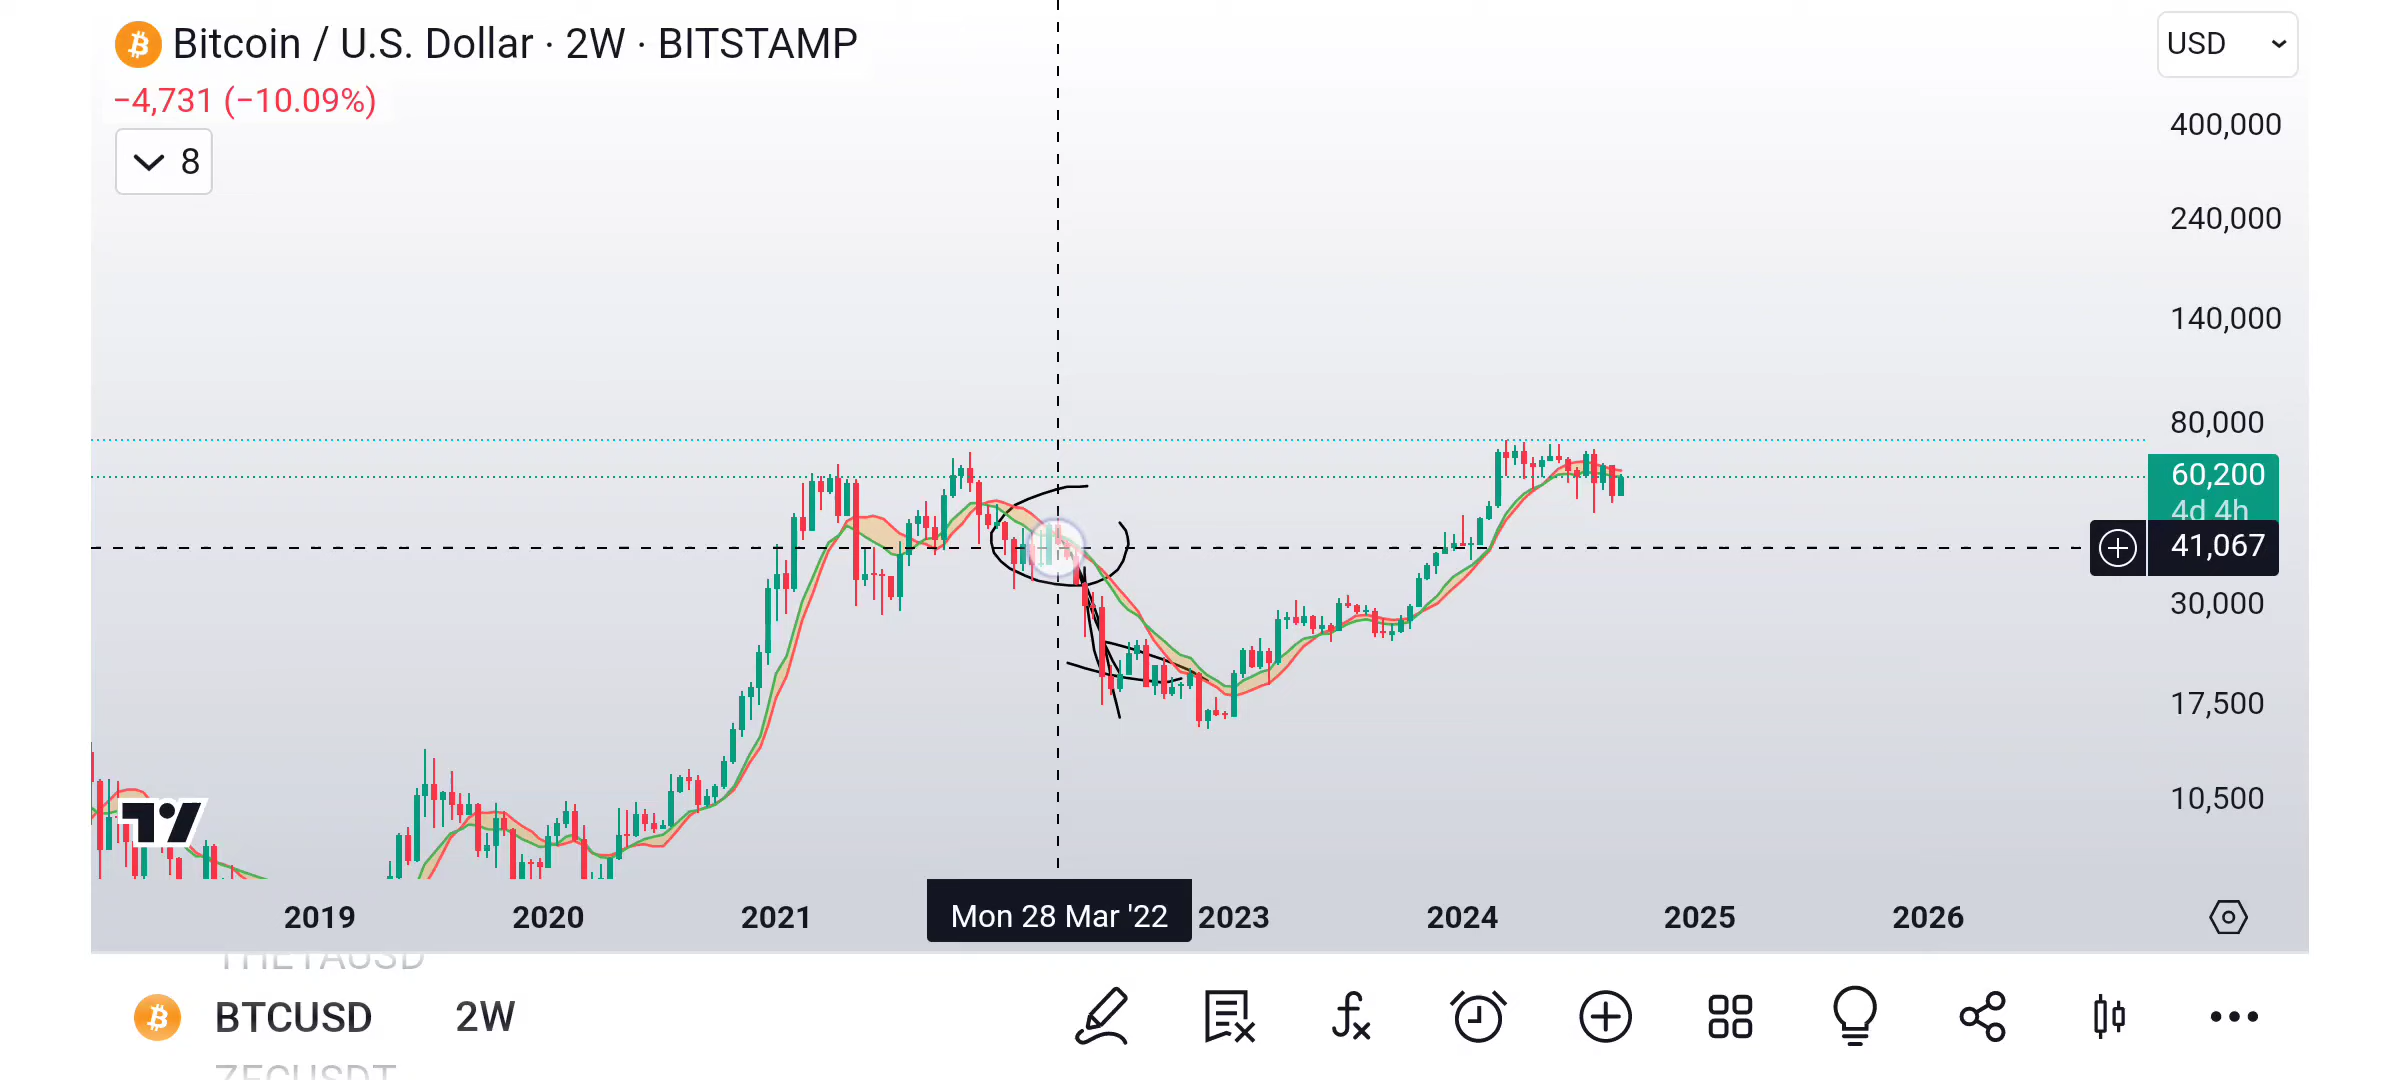 Bitcoin / U.S. Dollar · 2W · BITSTAMP
USD
−4,731 (−10.09%)
8
400,000
240,000
140,000
80,000
60,200
4d 4h
41,067
30,000
17,500
10,500
2019
2020
2021
Mon 28 Mar '22
2023
2024
2025
2026
THETAUSD
BTCUSD 2W
ZECUSDT